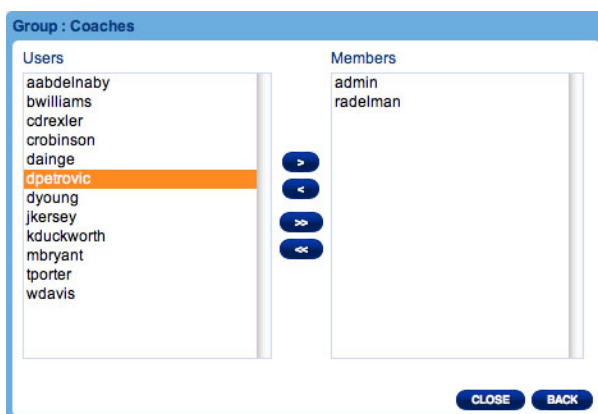 Group : Coaches
Users
Members
aabdelnaby
bwilliams
cdrexler
crobinson
dainge
dpetrovic
dyoung
jkersey
kduckworth
mbryant
tporter
wdavis
>
<
>>
<<
admin
radelman
CLOSE
BACK